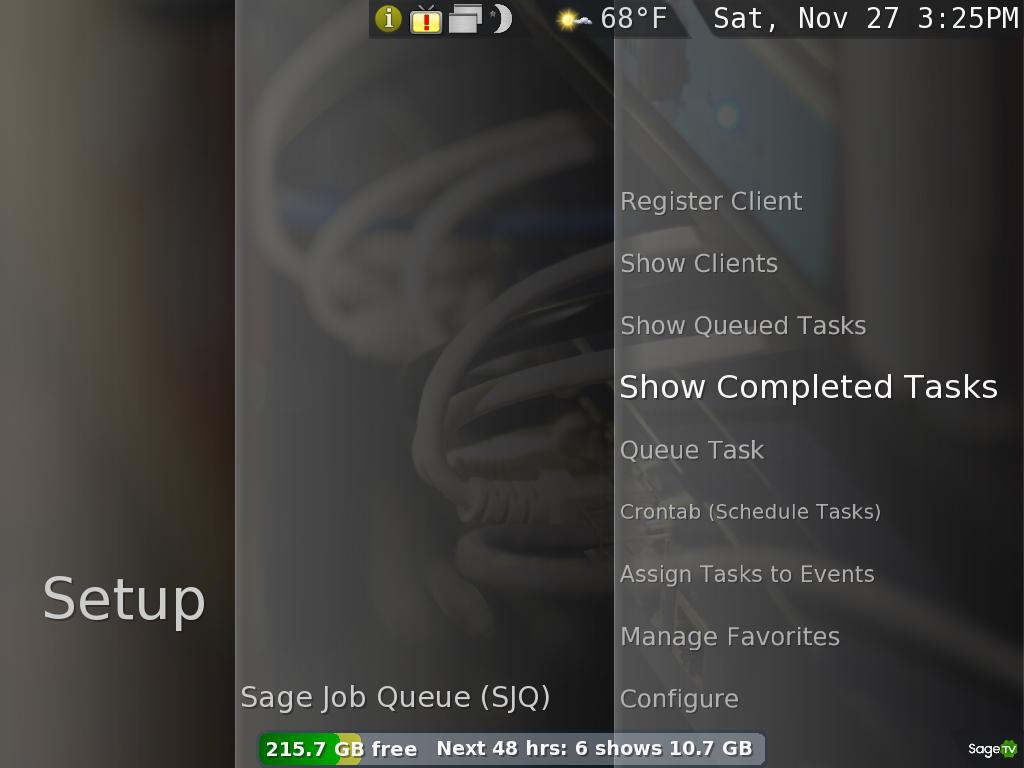 68°F Sat, Nov 27 3:25PM
Register Client
Show Clients
Show Queued Tasks
Show Completed Tasks
Queue Task
Crontab (Schedule Tasks)
Assign Tasks to Events
Manage Favorites
Configure
Setup
Sage Job Queue (SJQ)
215.7 GB free Next 48 hrs: 6 shows 10.7 GB
SageTV